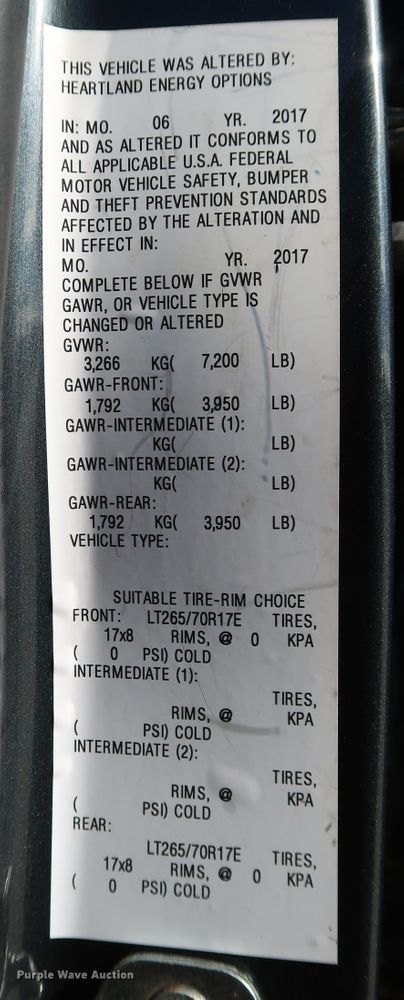 THIS VEHICLE WAS ALTERED BY:
HEARTLAND ENERGY OPTIONS
IN: MO. 06 YR. 2017
AND AS ALTERED IT CONFORMS TO
ALL APPLICABLE U.S.A. FEDERAL
MOTOR VEHICLE SAFETY, BUMPER
AND THEFT PREVENTION STANDARDS
AFFECTED BY THE ALTERATION AND
IN EFFECT IN:
MO. YR. 2017
COMPLETE BELOW IF GVWR
GAWR, OR VEHICLE TYPE IS
CHANGED OR ALTERED
GVWR:
3,266 KG( 7,200 LB)
GAWR-FRONT:
1,792 KG( 3,950 LB)
GAWR-INTERMEDIATE (1):
KG( LB)
GAWR-INTERMEDIATE (2):
KG( LB)
GAWR-REAR:
1,792 KG( 3,950 LB)
VEHICLE TYPE:
SUITABLE TIRE-RIM CHOICE
FRONT: LT265/70R17E TIRES,
17x8 RIMS, @ 0 KPA
( 0 PSI) COLD
INTERMEDIATE (1):
TIRES,
RIMS, @ KPA
( PSI) COLD
INTERMEDIATE (2):
TIRES,
RIMS, @ KPA
( PSI) COLD
REAR:
LT265/70R17E TIRES,
17x8 RIMS, @ 0 KPA
( 0 PSI) COLD
Purple Wave Auction